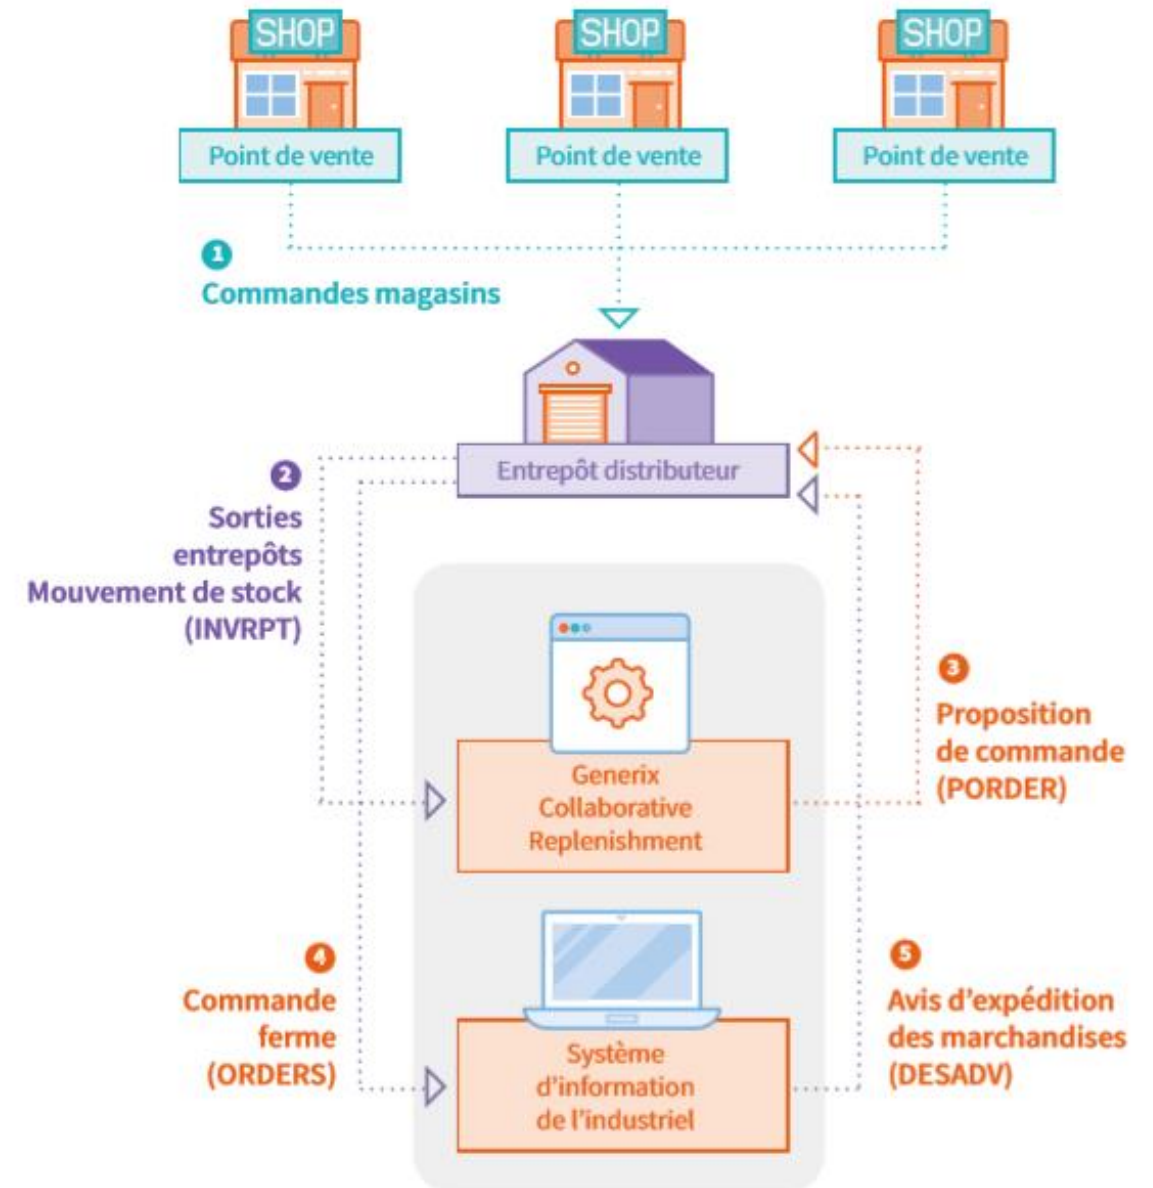 SHOP
SHOP
SHOP
Point de vente
Point de vente
Point de vente
1
Commandes magasins
Entrepôt distributeur
2
Sorties
entrepôts
Mouvement de stock
(INVRPT)
3
Proposition
de commande
(PORDER)
Generix
Collaborative
Replenishment
4
Commande
ferme
(ORDERS)
5
Avis d'expédition
des marchandises
(DESADV)
Système
d'information
de l'industriel